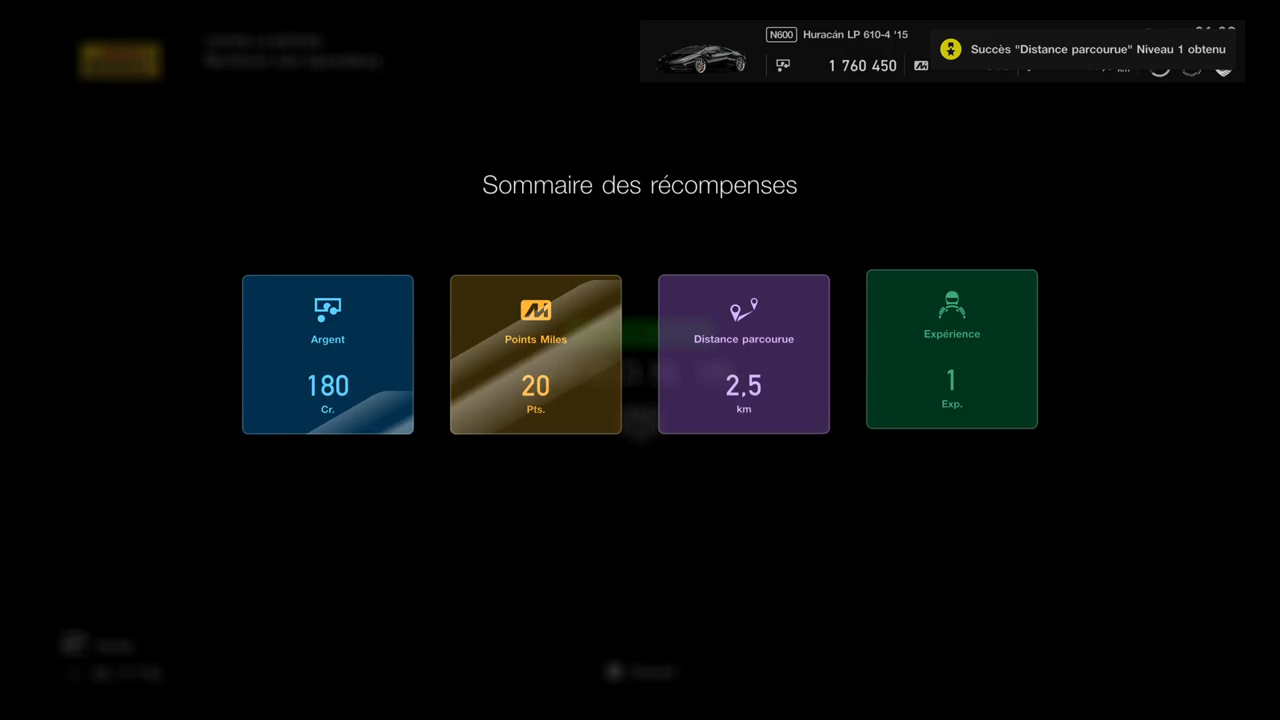 N600 Huracán LP 610-4 '15
1 760 450
Succès "Distance parcourue" Niveau 1 obtenu
km
Sommaire des récompenses
Argent
180
Cr.
Points Miles
20
Pts.
Distance parcourue
2,5
km
Expérience
1
Exp.